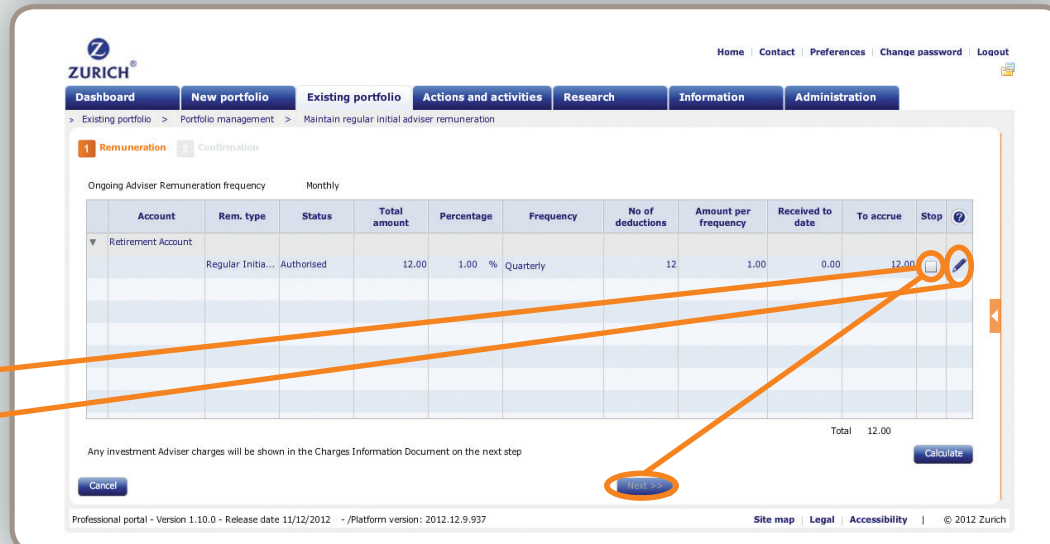 Home | Contact | Preferences | Change password | Logout
ZURICH®
Dashboard New portfolio Existing portfolio Actions and activities Research Information Administration
» Existing portfolio > Portfolio management > Maintain regular initial adviser remuneration
1 Remuneration 2 Confirmation
Ongoing Adviser Remuneration frequency Monthly
Account Rem. type Status Total amount Percentage Frequency No of deductions Amount per frequency Received to date To accrue Stop ?
▼ Retirement Account
Regular Initia... Authorised 12.00 1.00 % Quarterly 12 1.00 0.00 12.00
Total 12.00
Any investment Adviser charges will be shown in the Charges Information Document on the next step
Calculate
Cancel Next >>
Professional portal - Version 1.10.0 - Release date 11/12/2012 - /Platform version: 2012.12.9.937 Site map | Legal | Accessibility | © 2012 Zurich